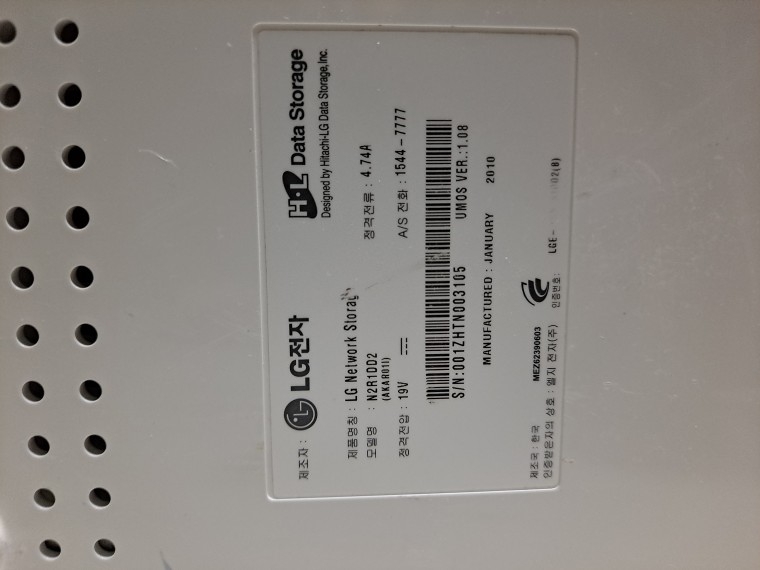 제조자 : LG전자
H·L Data Storage
Designed by Hitachi-LG Data Storage,Inc.
제품명칭 : LG Network
모델명 : N2R1DD2
(AKAR01I)
정격전압 : 19V ⎓
정격전류 : 4.74A
A/S 전화 : 1544-7777
S/N:001ZHTN003105
UMOS VER.:1.08
MANUFACTURED : JANUARY 2010
MEZ62390603
제조국 : 한국
인증받은자의 상호 : 엘지 전자(주)
인증번호: LGE-